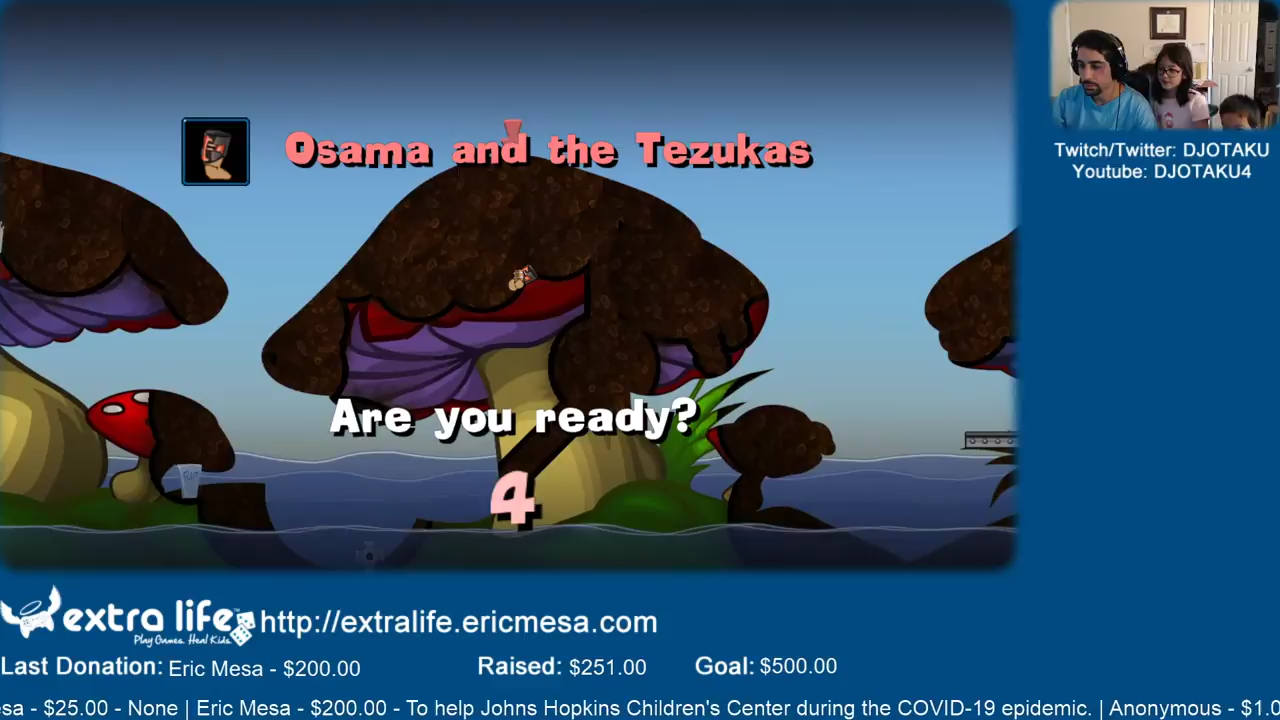 Osama and the Tezukas
Twitch/Twitter: DJOTAKU
Youtube: DJOTAKU4
Are you ready?
RIP
4
extra life
Play Games. Heal Kids.
http://extralife.ericmesa.com
Last Donation: Eric Mesa - $200.00
Raised: $251.00
Goal: $500.00
sa - $25.00 - None | Eric Mesa - $200.00 - To help Johns Hopkins Children's Center during the COVID-19 epidemic. | Anonymous - $1.0